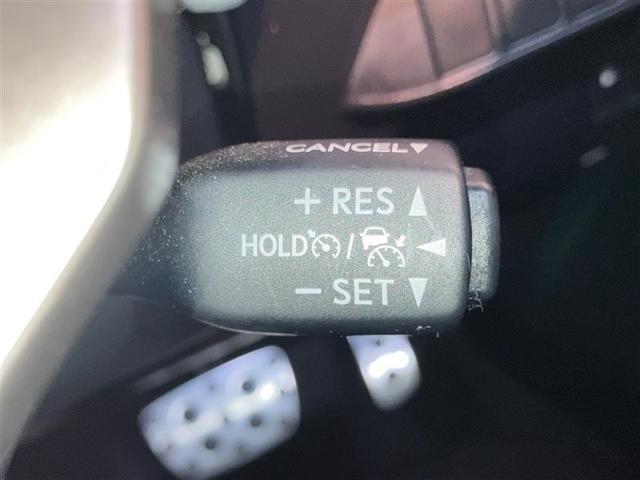 CANCEL▼
+ RES ▲
HOLD / ◀
− SET ▼